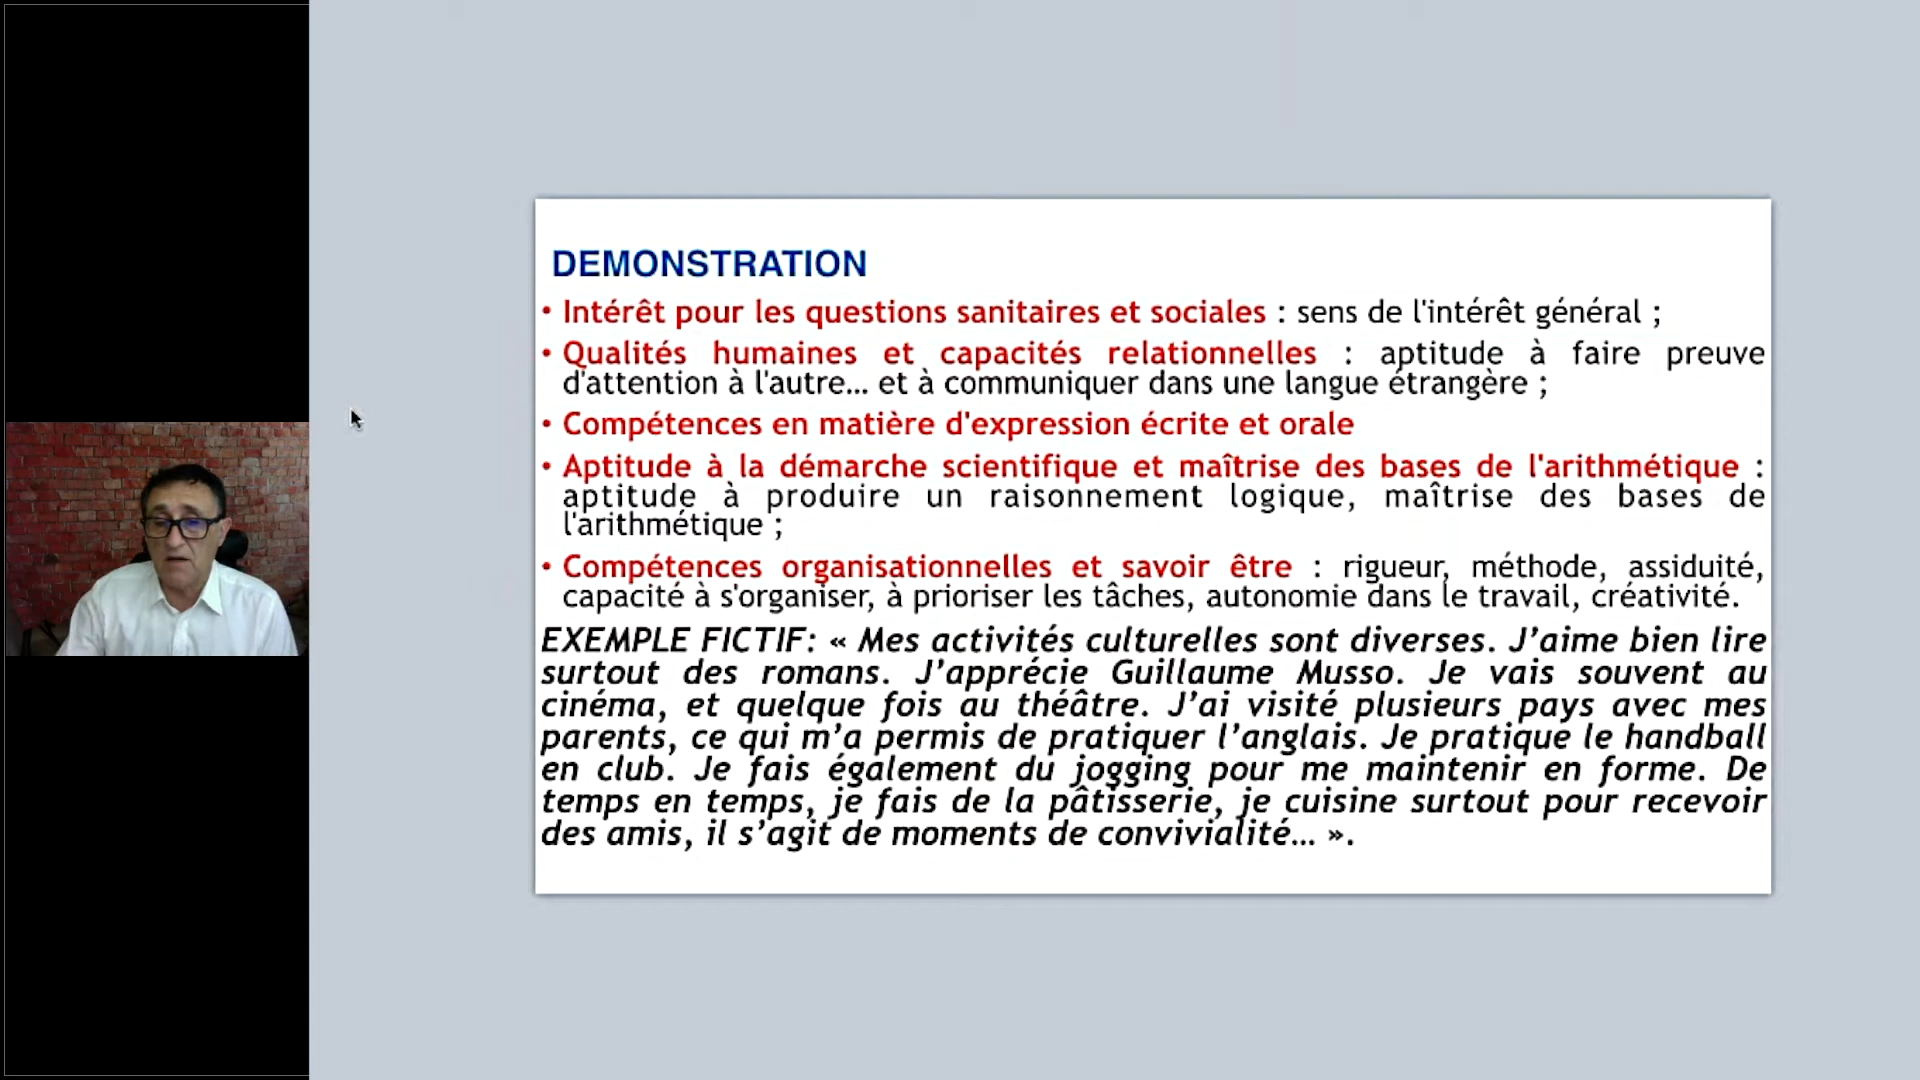 DEMONSTRATION
• Intérêt pour les questions sanitaires et sociales : sens de l'intérêt général ;
• Qualités humaines et capacités relationnelles : aptitude à faire preuve
d'attention à l'autre... et à communiquer dans une langue étrangère ;
• Compétences en matière d'expression écrite et orale
• Aptitude à la démarche scientifique et maîtrise des bases de l'arithmétique :
aptitude à produire un raisonnement logique, maîtrise des bases de
l'arithmétique ;
• Compétences organisationnelles et savoir être : rigueur, méthode, assiduité,
capacité à s'organiser, à prioriser les tâches, autonomie dans le travail, créativité.
EXEMPLE FICTIF: « Mes activités culturelles sont diverses. J’aime bien lire
surtout des romans. J’apprécie Guillaume Musso. Je vais souvent au
cinéma, et quelque fois au théâtre. J’ai visité plusieurs pays avec mes
parents, ce qui m’a permis de pratiquer l’anglais. Je pratique le handball
en club. Je fais également du jogging pour me maintenir en forme. De
temps en temps, je fais de la pâtisserie, je cuisine surtout pour recevoir
des amis, il s’agit de moments de convivialité... ».